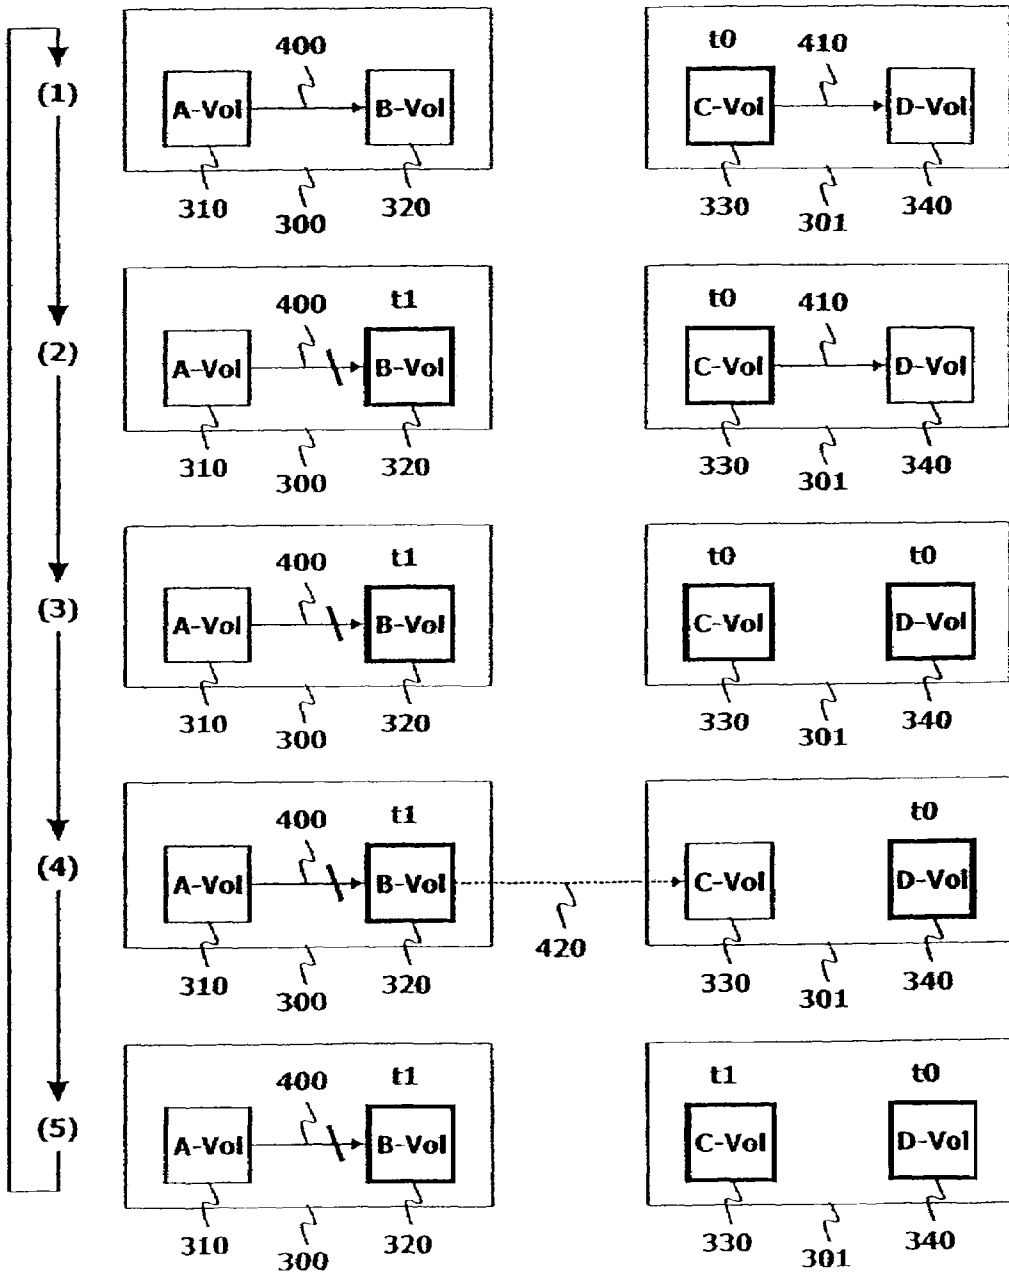 400 t0 410
(1) A-Vol B-Vol C-Vol D-Vol
310 300 320 330 301 340
400 t1 t0 410
(2) A-Vol B-Vol C-Vol D-Vol
310 300 320 330 301 340
400 t1 t0 t0
(3) A-Vol B-Vol C-Vol D-Vol
310 300 320 330 301 340
400 t1 t0
(4) A-Vol B-Vol C-Vol D-Vol
420
310 300 320 330 301 340
400 t1 t1 t0
(5) A-Vol B-Vol C-Vol D-Vol
310 300 320 330 301 340